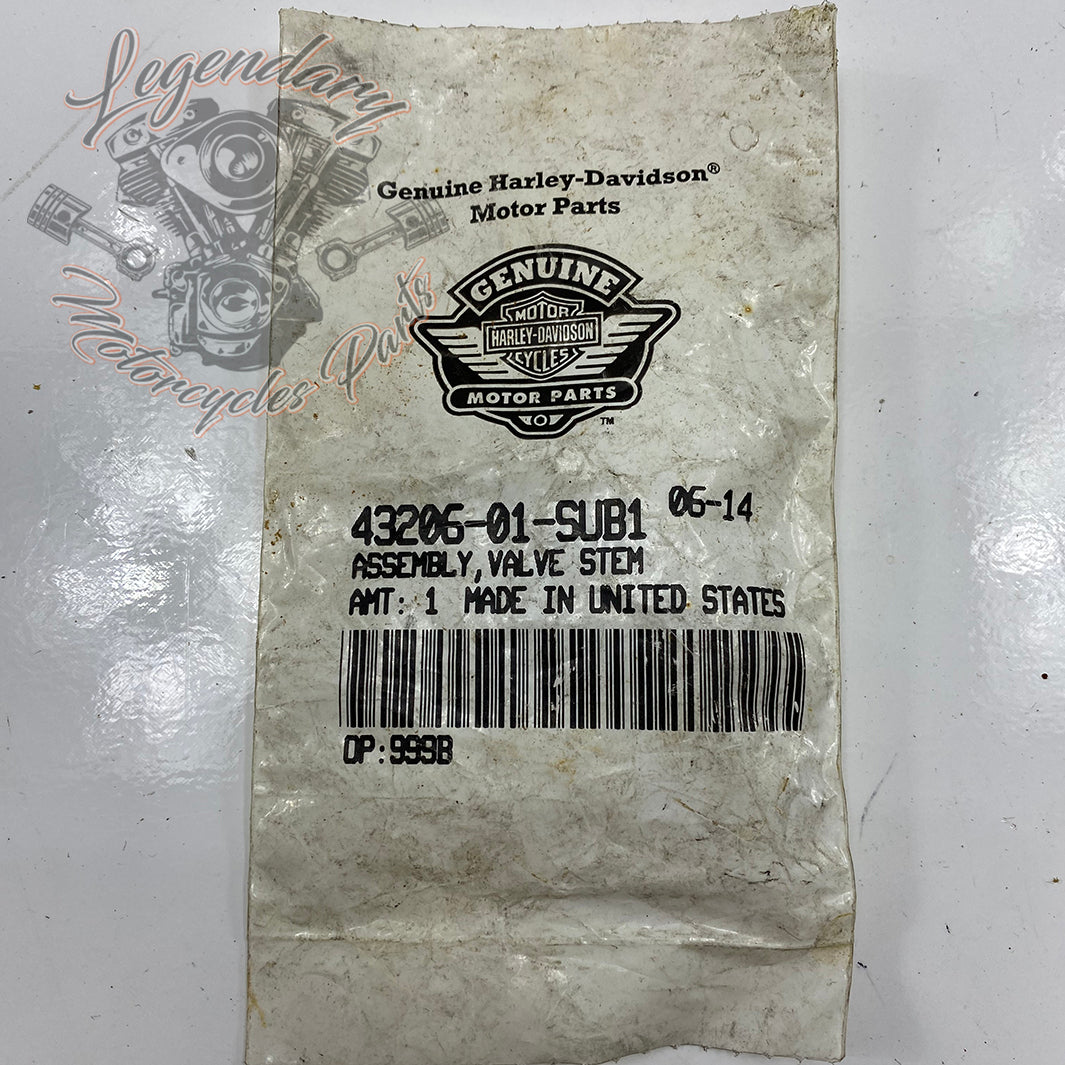 Legendary
Motorcycles Parts
Genuine Harley-Davidson®
Motor Parts
GENUINE
MOTOR
HARLEY-DAVIDSON
CYCLES
MOTOR PARTS
TM
43206-01-SUB1 06-14
ASSEMBLY, VALVE STEM
AMT: 1 MADE IN UNITED STATES
OP:999B